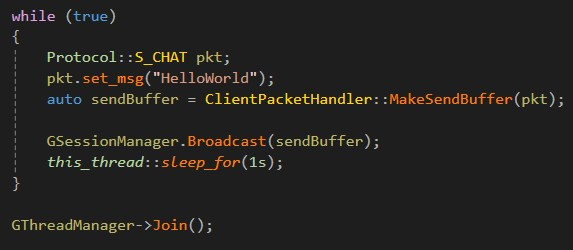 while (true)
{
Protocol::S_CHAT pkt;
pkt.set_msg("HelloWorld");
auto sendBuffer = ClientPacketHandler::MakeSendBuffer(pkt);
GSessionManager.Broadcast(sendBuffer);
this_thread::sleep_for(1s);
}
GThreadManager->Join();